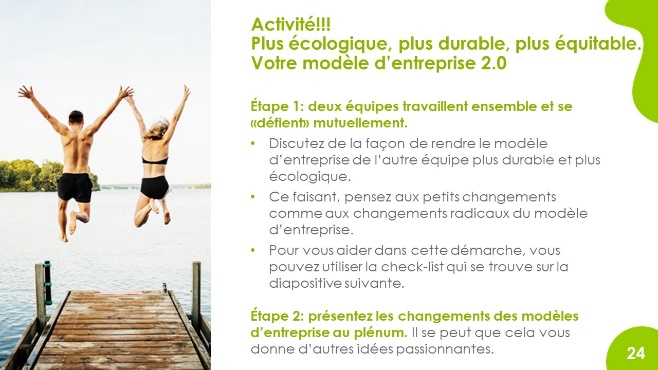 Activité!!!
Plus écologique, plus durable, plus équitable.
Votre modèle d’entreprise 2.0
Étape 1: deux équipes travaillent ensemble et se
«défient» mutuellement.
• Discutez de la façon de rendre le modèle
d’entreprise de l’autre équipe plus durable et plus
écologique.
• Ce faisant, pensez aux petits changements
comme aux changements radicaux du modèle
d’entreprise.
• Pour vous aider dans cette démarche, vous
pouvez utiliser la check-list qui se trouve sur la
diapositive suivante.
Étape 2: présentez les changements des modèles
d’entreprise au plénum. Il se peut que cela vous
donne d’autres idées passionnantes.
24